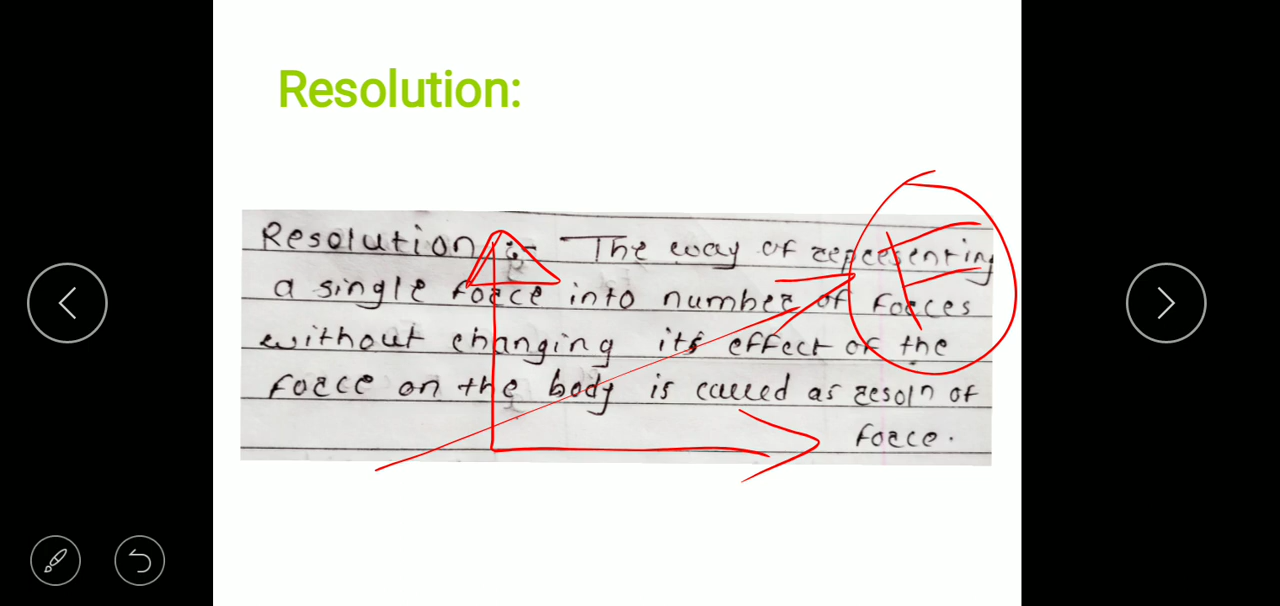 Resolution:
Resolution :- The way of representing
a single force into number of forces
without changing its effect of the
force on the body is called as resoln of
force.
F